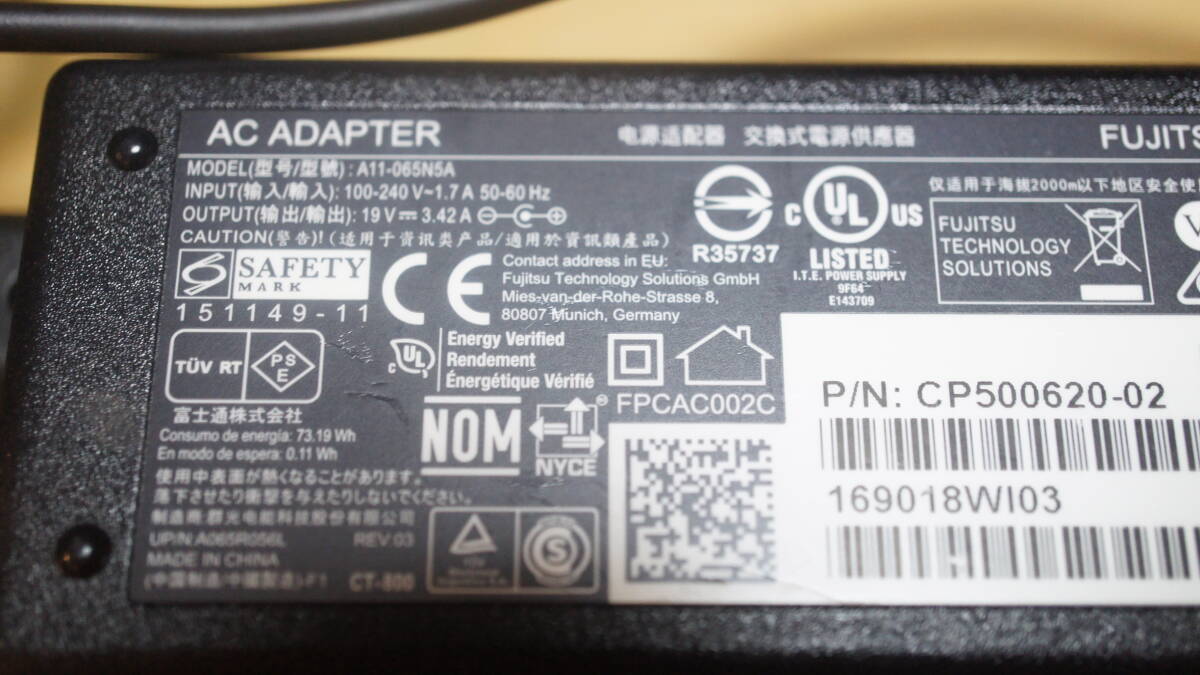 AC ADAPTER
电源适配器 交換式電源供應器
FUJITS
MODEL(型号/型號) : A11-065N5A
INPUT(输入/輸入): 100-240 V~1.7 A 50-60 Hz
OUTPUT(输出/輸出): 19 V⎓ 3.42 A
CAUTION(警告)! (适用于资讯类产品/適用於資訊類產品)
SAFETY
MARK
151149-11
CE
Contact address in EU:
Fujitsu Technology Solutions GmbH
Mies-van-der-Rohe-Strasse 8,
80807 Munich, Germany
R35737
C UL US
LISTED
I.T.E. POWER SUPPLY
9F64
E143709
仅适用于海拔2000m以下地区安全使
FUJITSU
TECHNOLOGY
SOLUTIONS
TÜV RT
PS
E
c UL
Energy Verified
Rendement
Énergétique Vérifié
FPCAC002C
富士通株式会社
Consumo de energía: 73.19 Wh
En modo de espera: 0.11 Wh
NOM
NYCE
使用中表面が熱くなることがあります。
落下させたり衝撃を与えたりしないでください。
制造商:群光电能科技股份有限公司
UP/N:A065R056L REV:03
MADE IN CHINA
(中国制造/中國製造)-F1 CT-800
S
P/N: CP500620-02
169018WI03